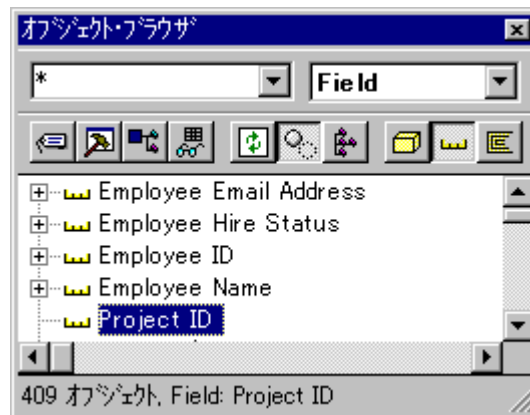 オブジェクト・ブラウザ
* Field
Employee Email Address
Employee Hire Status
Employee ID
Employee Name
Project ID
409 オブジェクト, Field: Project ID